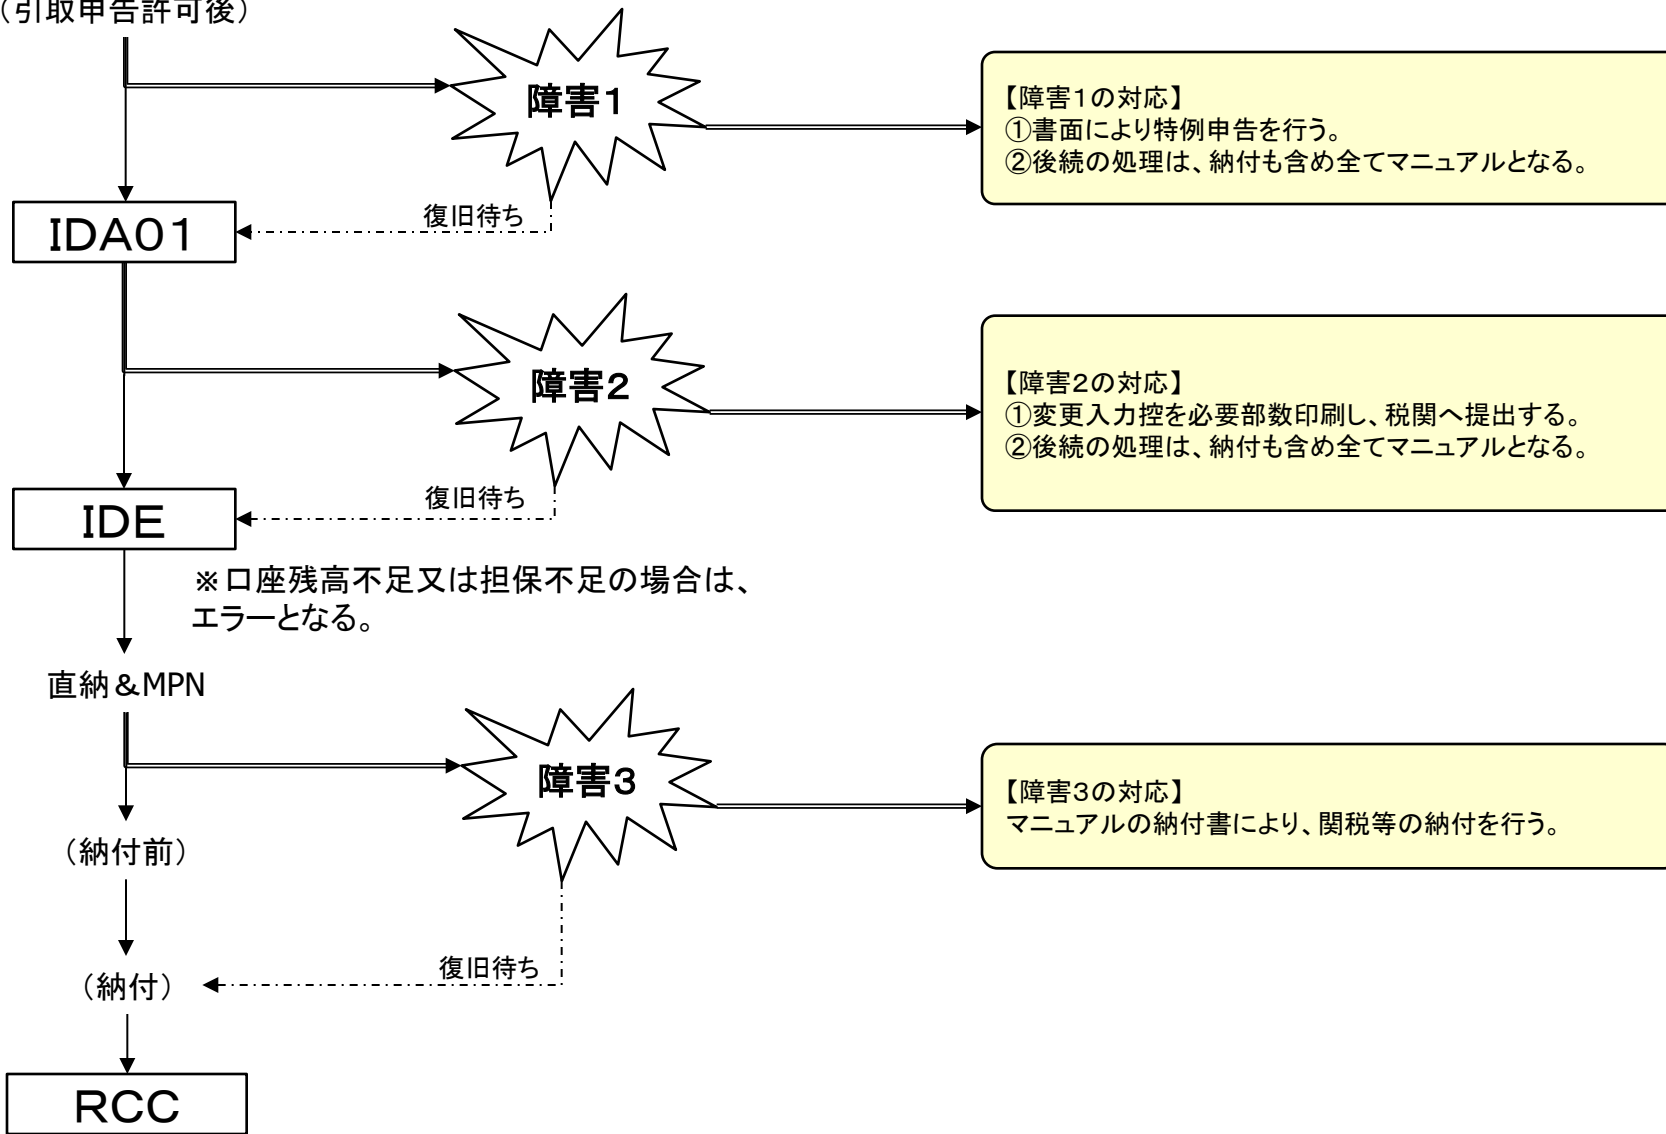 （引取申告許可後）
障害１
【障害１の対応】
①書面により特例申告を行う。
②後続の処理は、納付も含め全てマニュアルとなる。
復旧待ち
ＩＤＡ０１
障害２
【障害２の対応】
①変更入力控を必要部数印刷し、税関へ提出する。
②後続の処理は、納付も含め全てマニュアルとなる。
復旧待ち
ＩＤＥ
※口座残高不足又は担保不足の場合は、
エラーとなる。
直納＆MPN
障害３
【障害３の対応】
マニュアルの納付書により、関税等の納付を行う。
（納付前）
復旧待ち
（納付）
ＲＣＣ